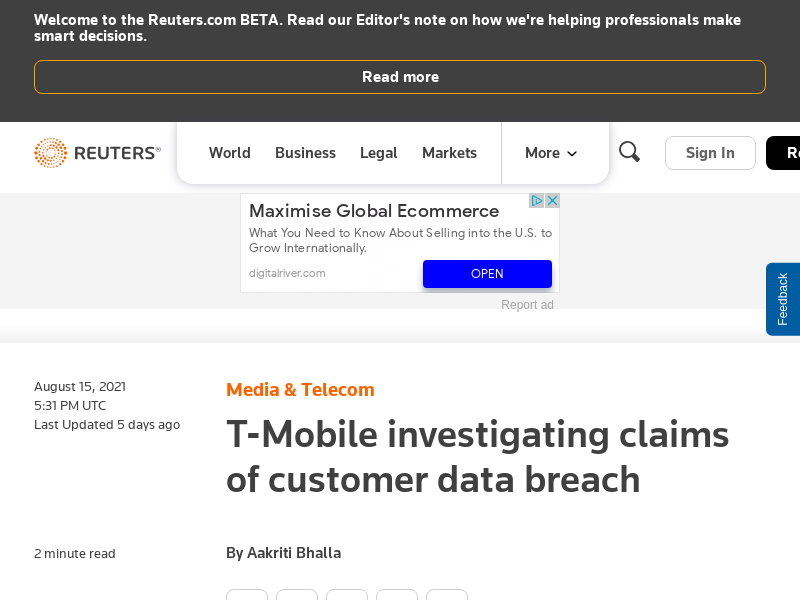 Welcome to the Reuters.com BETA. Read our Editor's note on how we're helping professionals make
smart decisions.
Read more
REUTERS®
World
Business
Legal
Markets
More
Sign In
Maximise Global Ecommerce
What You Need to Know About Selling into the U.S. to
Grow Internationally.
digitalriver.com
OPEN
Report ad
Feedback
August 15, 2021
5:31 PM UTC
Last Updated 5 days ago
Media & Telecom
T-Mobile investigating claims
of customer data breach
2 minute read
By Aakriti Bhalla